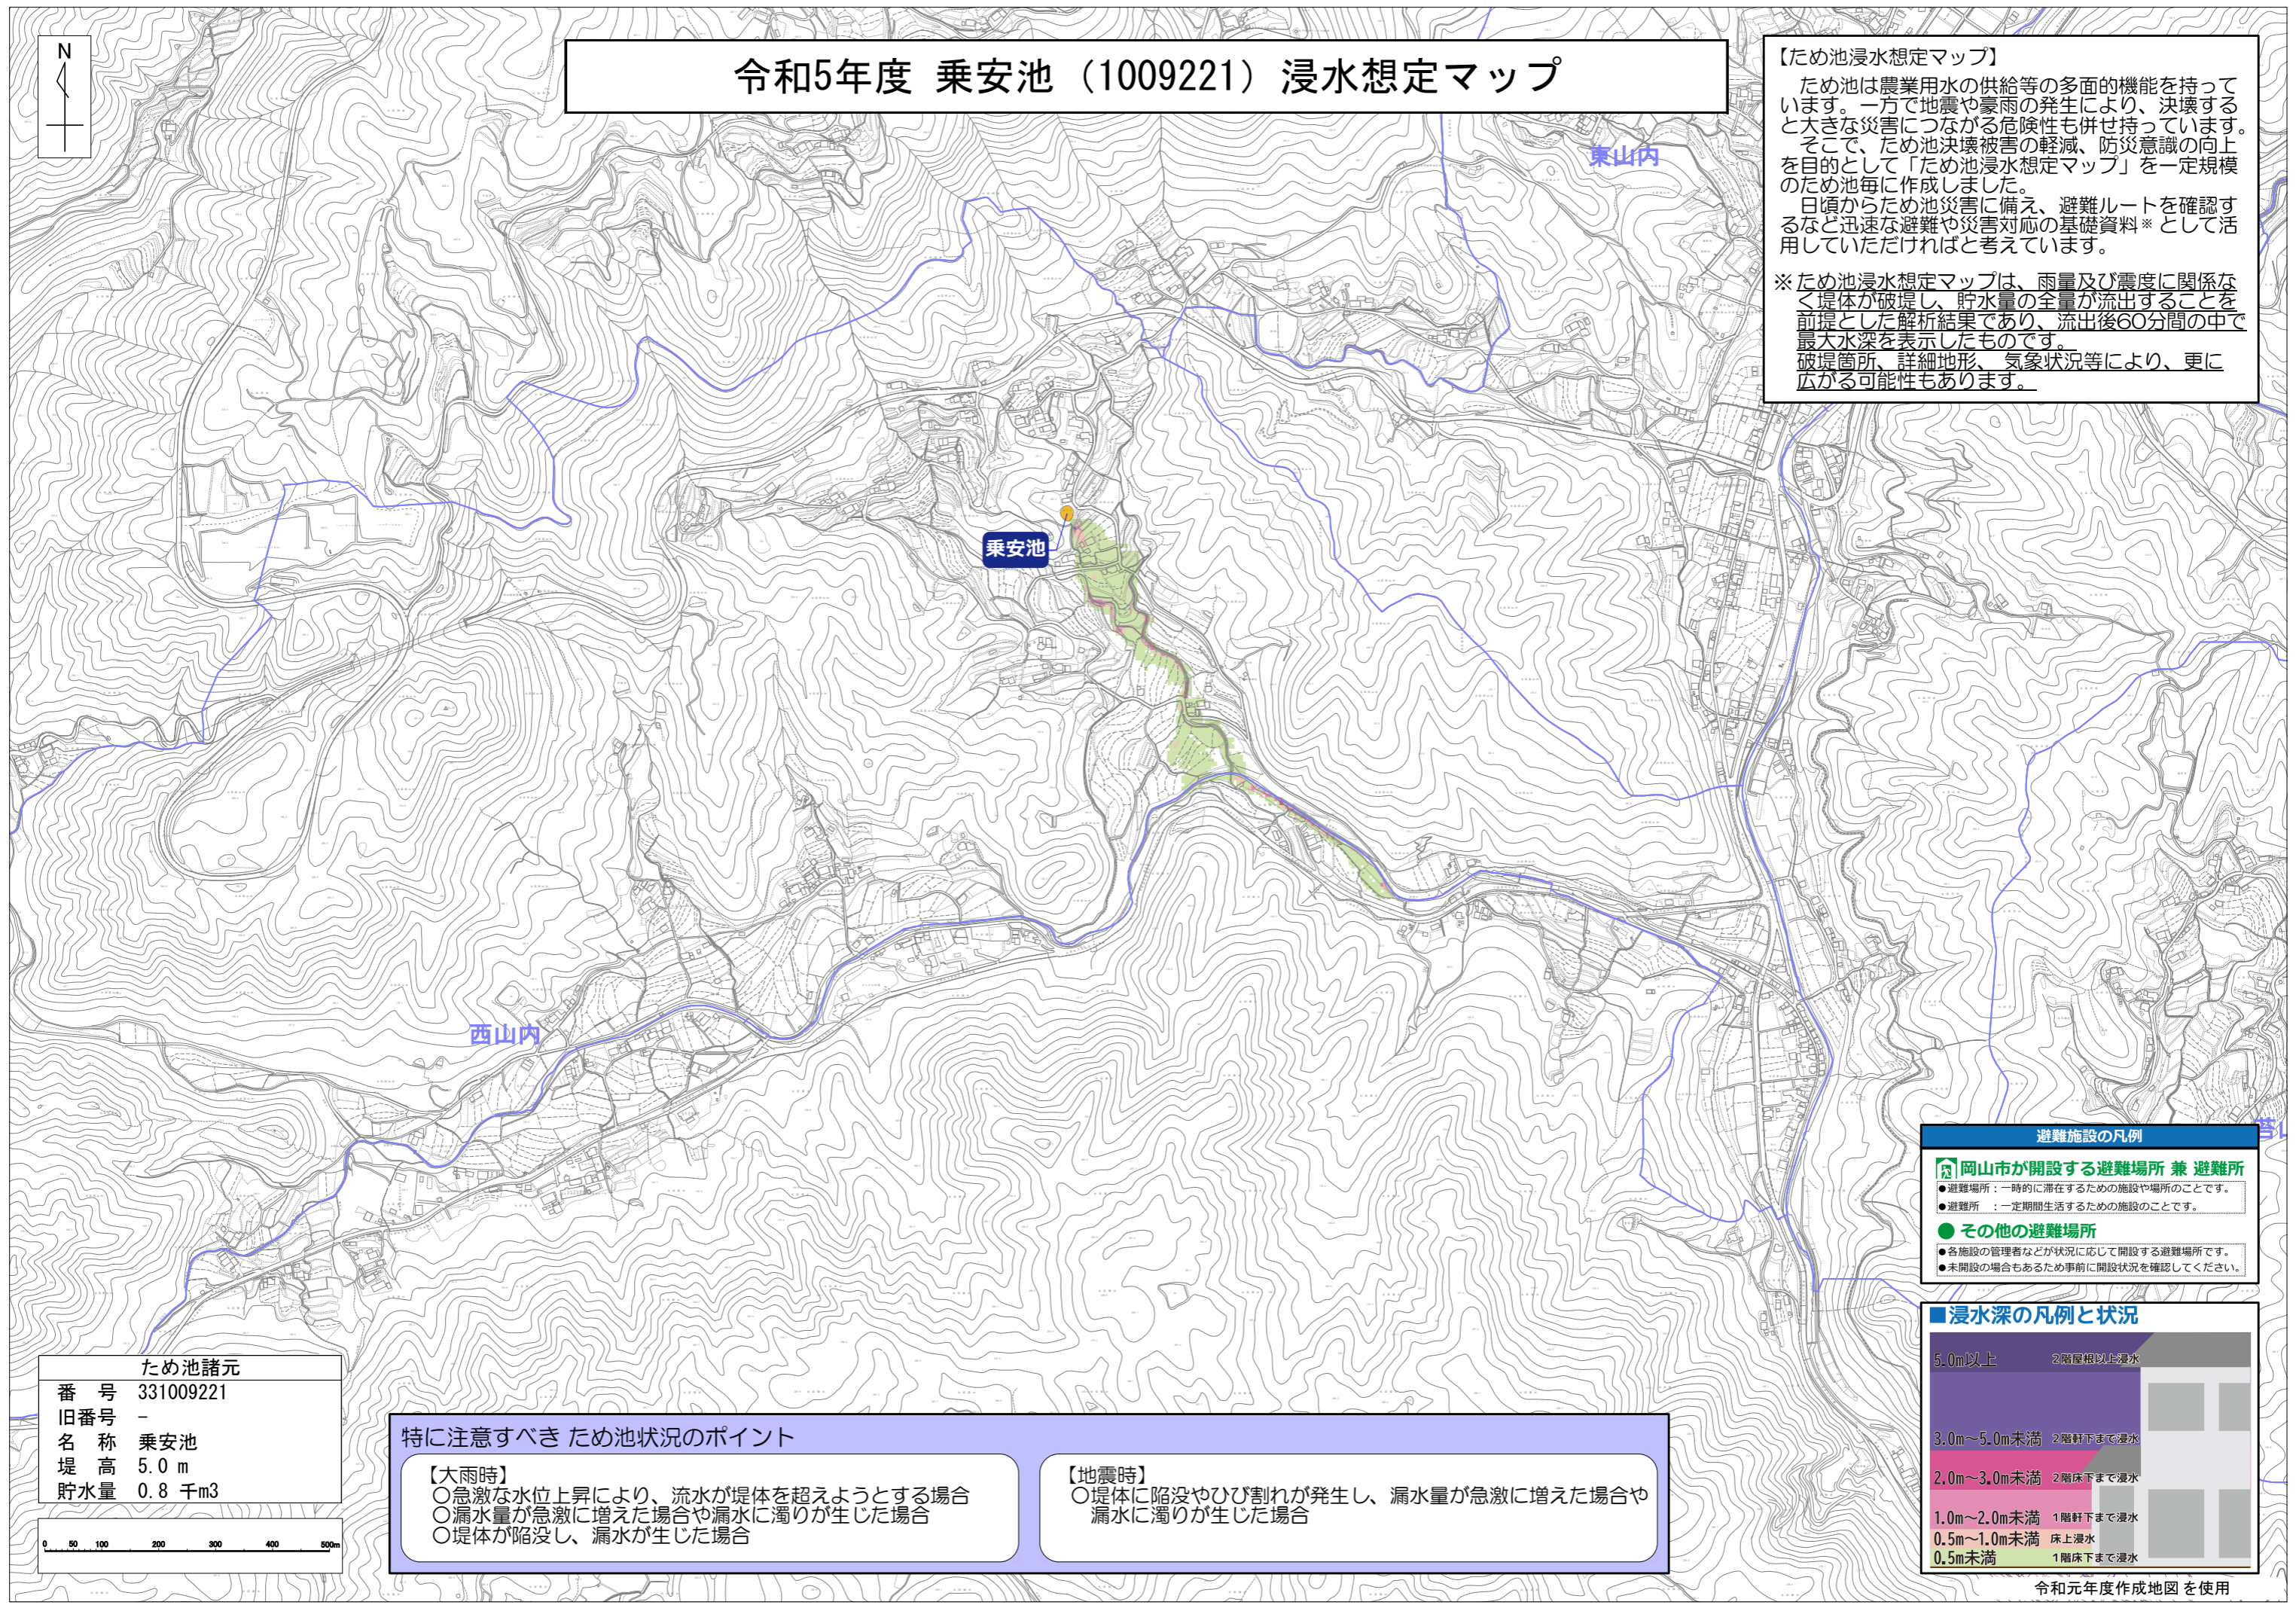 令和5年度 乗安池（1009221）浸水想定マップ
N
【ため池浸水想定マップ】
ため池は農業用水の供給等の多面的機能を持って
います。一方で地震や豪雨の発生により、決壊する
と大きな災害につながる危険性も併せ持っています。
そこで、ため池決壊被害の軽減、防災意識の向上
を目的として「ため池浸水想定マップ」を一定規模
のため池毎に作成しました。
日頃からため池災害に備え、避難ルートを確認す
るなど迅速な避難や災害対応の基礎資料※として活
用していただければと考えています。
※ため池浸水想定マップは、雨量及び震度に関係な
く堤体が破堤し、貯水量の全量が流出することを
前提とした解析結果であり、流出後60分間の中で
最大水深を表示したものです。
破堤箇所、詳細地形、気象状況等により、更に
広がる可能性もあります。
東山内
乗安池
西山内
避難施設の凡例
岡山市が開設する避難場所 兼 避難所
●避難場所：一時的に滞在するための施設や場所のことです。
●避難所　：一定期間生活するための施設のことです。
● その他の避難場所
●各施設の管理者などが状況に応じて開設する避難場所です。
●未開設の場合もあるため事前に開設状況を確認してください。
■浸水深の凡例と状況
5.0m以上 2階屋根以上浸水
3.0m～5.0m未満 2階軒下まで浸水
2.0m～3.0m未満 2階床下まで浸水
1.0m～2.0m未満 1階軒下まで浸水
0.5m～1.0m未満 床上浸水
0.5m未満 1階床下まで浸水
令和元年度作成地図を使用
ため池諸元
番　号 331009221
旧番号 -
名　称 乗安池
堤　高 5.0 m
貯水量 0.8 千m3
0 50 100 200 300 400 500m
特に注意すべき ため池状況のポイント
【大雨時】
○急激な水位上昇により、流水が堤体を超えようとする場合
○漏水量が急激に増えた場合や漏水に濁りが生じた場合
○堤体が陥没し、漏水が生じた場合
【地震時】
○堤体に陥没やひび割れが発生し、漏水量が急激に増えた場合や
漏水に濁りが生じた場合